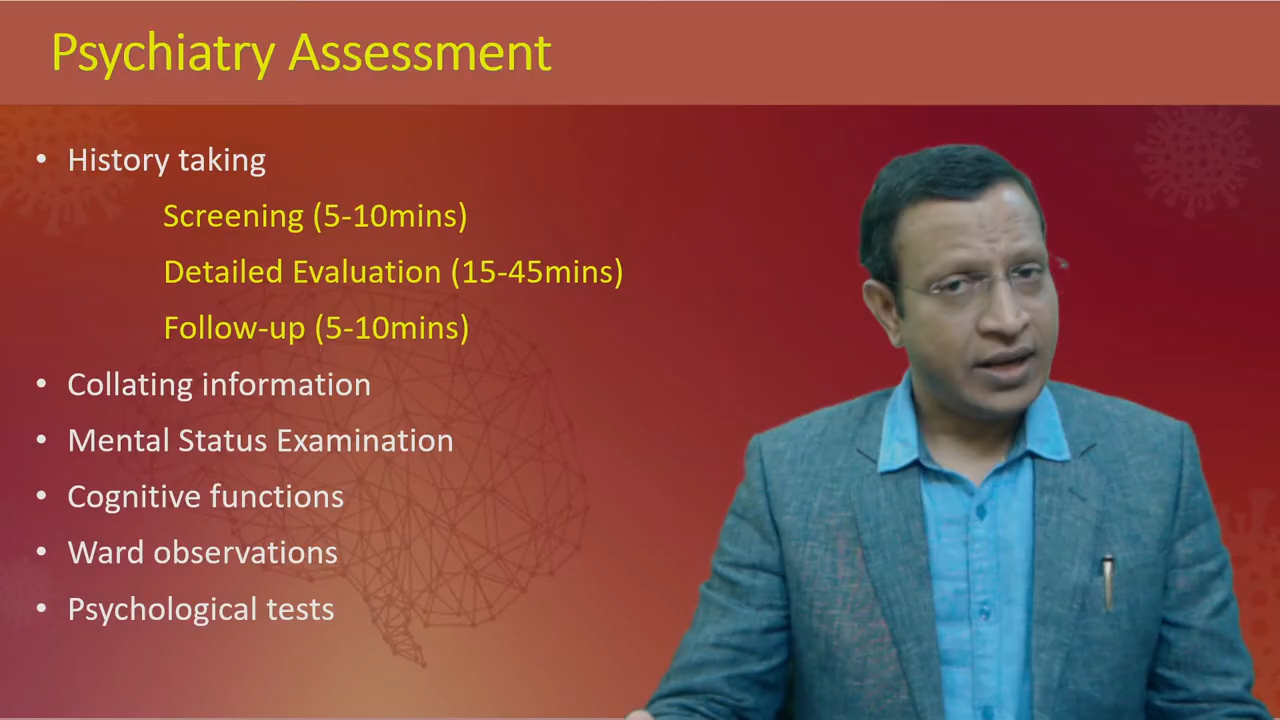 Psychiatry Assessment
• History taking
Screening (5-10mins)
Detailed Evaluation (15-45mins)
Follow-up (5-10mins)
• Collating information
• Mental Status Examination
• Cognitive functions
• Ward observations
• Psychological tests